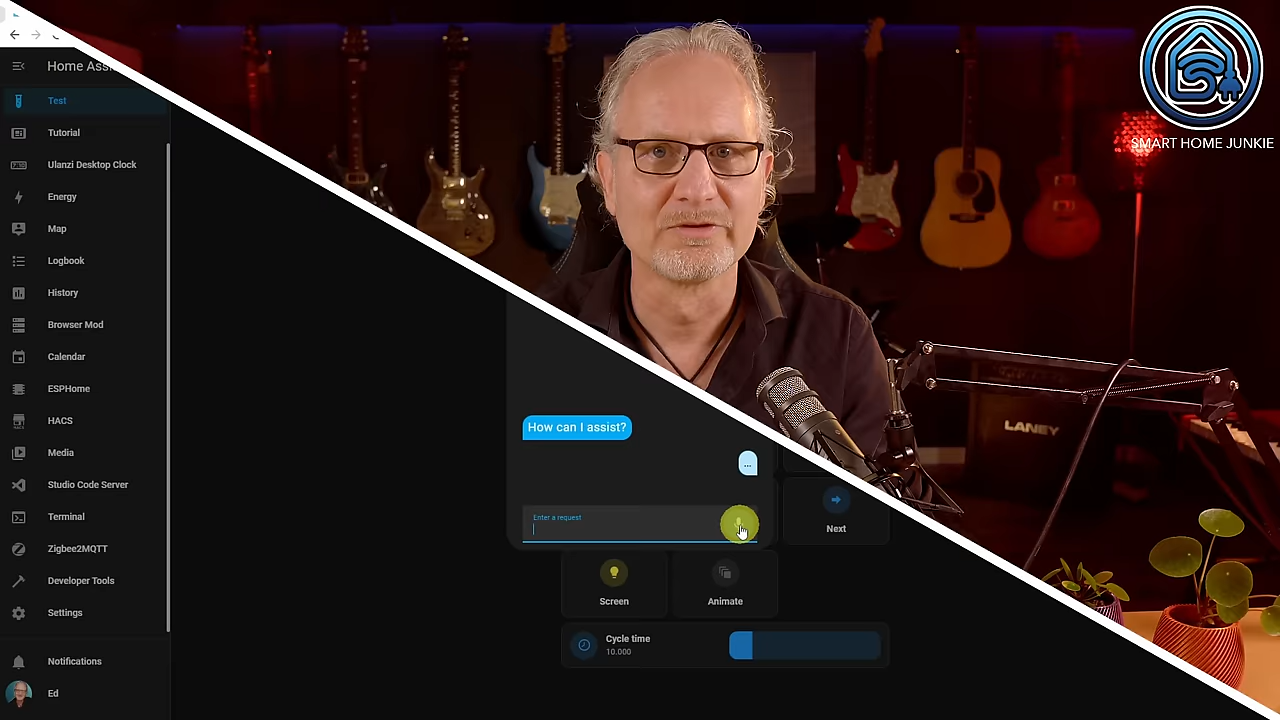 Home Ass
Test
Tutorial
Ulanzi Desktop Clock
Energy
Map
Logbook
History
Browser Mod
Calendar
ESPHome
HACS
Media
Studio Code Server
Terminal
Zigbee2MQTT
Developer Tools
Settings
Notifications
Ed
How can I assist?
...
Enter a request
Next
Screen
Animate
Cycle time
10.000
SMART HOME JUNKIE
LANEY